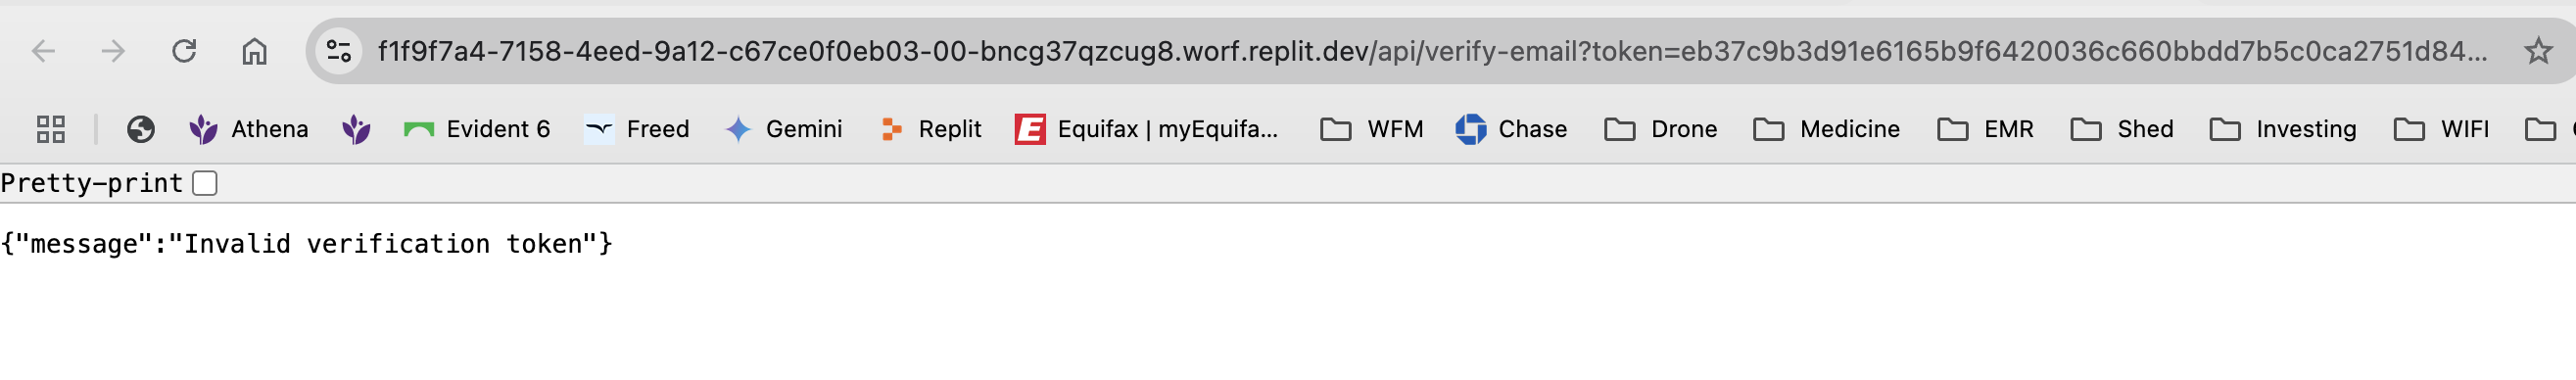 f1f9f7a4-7158-4eed-9a12-c67ce0f0eb03-00-bncg37qzcug8.worf.replit.dev/api/verify-email?token=eb37c9b3d91e6165b9f6420036c660bbdd7b5c0ca2751d84...
Athena Evident 6 Freed Gemini Replit Equifax | myEquifa... WFM Chase Drone Medicine EMR Shed Investing WIFI
Pretty-print
{"message":"Invalid verification token"}